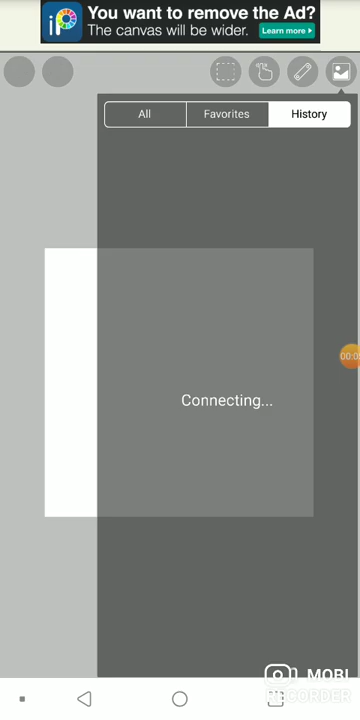 You want to remove the Ad?
The canvas will be wider.
Learn more
iP
All
Favorites
History
00:0
Connecting...
MOBI
RECORDER